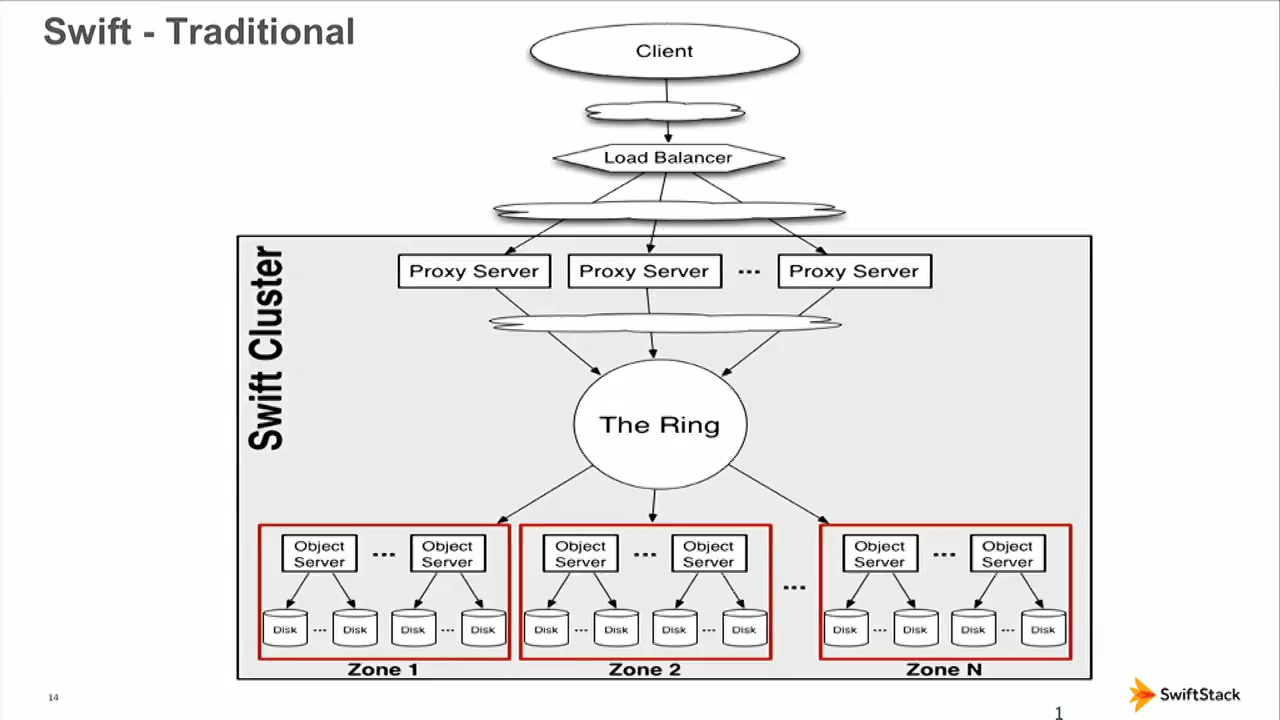 Swift - Traditional
Client
Load Balancer
Swift Cluster
Proxy Server Proxy Server ... Proxy Server
The Ring
Object Server ... Object Server
Object Server ... Object Server
...
Object Server ... Object Server
Disk ... Disk Disk ... Disk
Disk ... Disk Disk ... Disk
Disk ... Disk Disk ... Disk
Zone 1 Zone 2 Zone N
14
SwiftStack
1